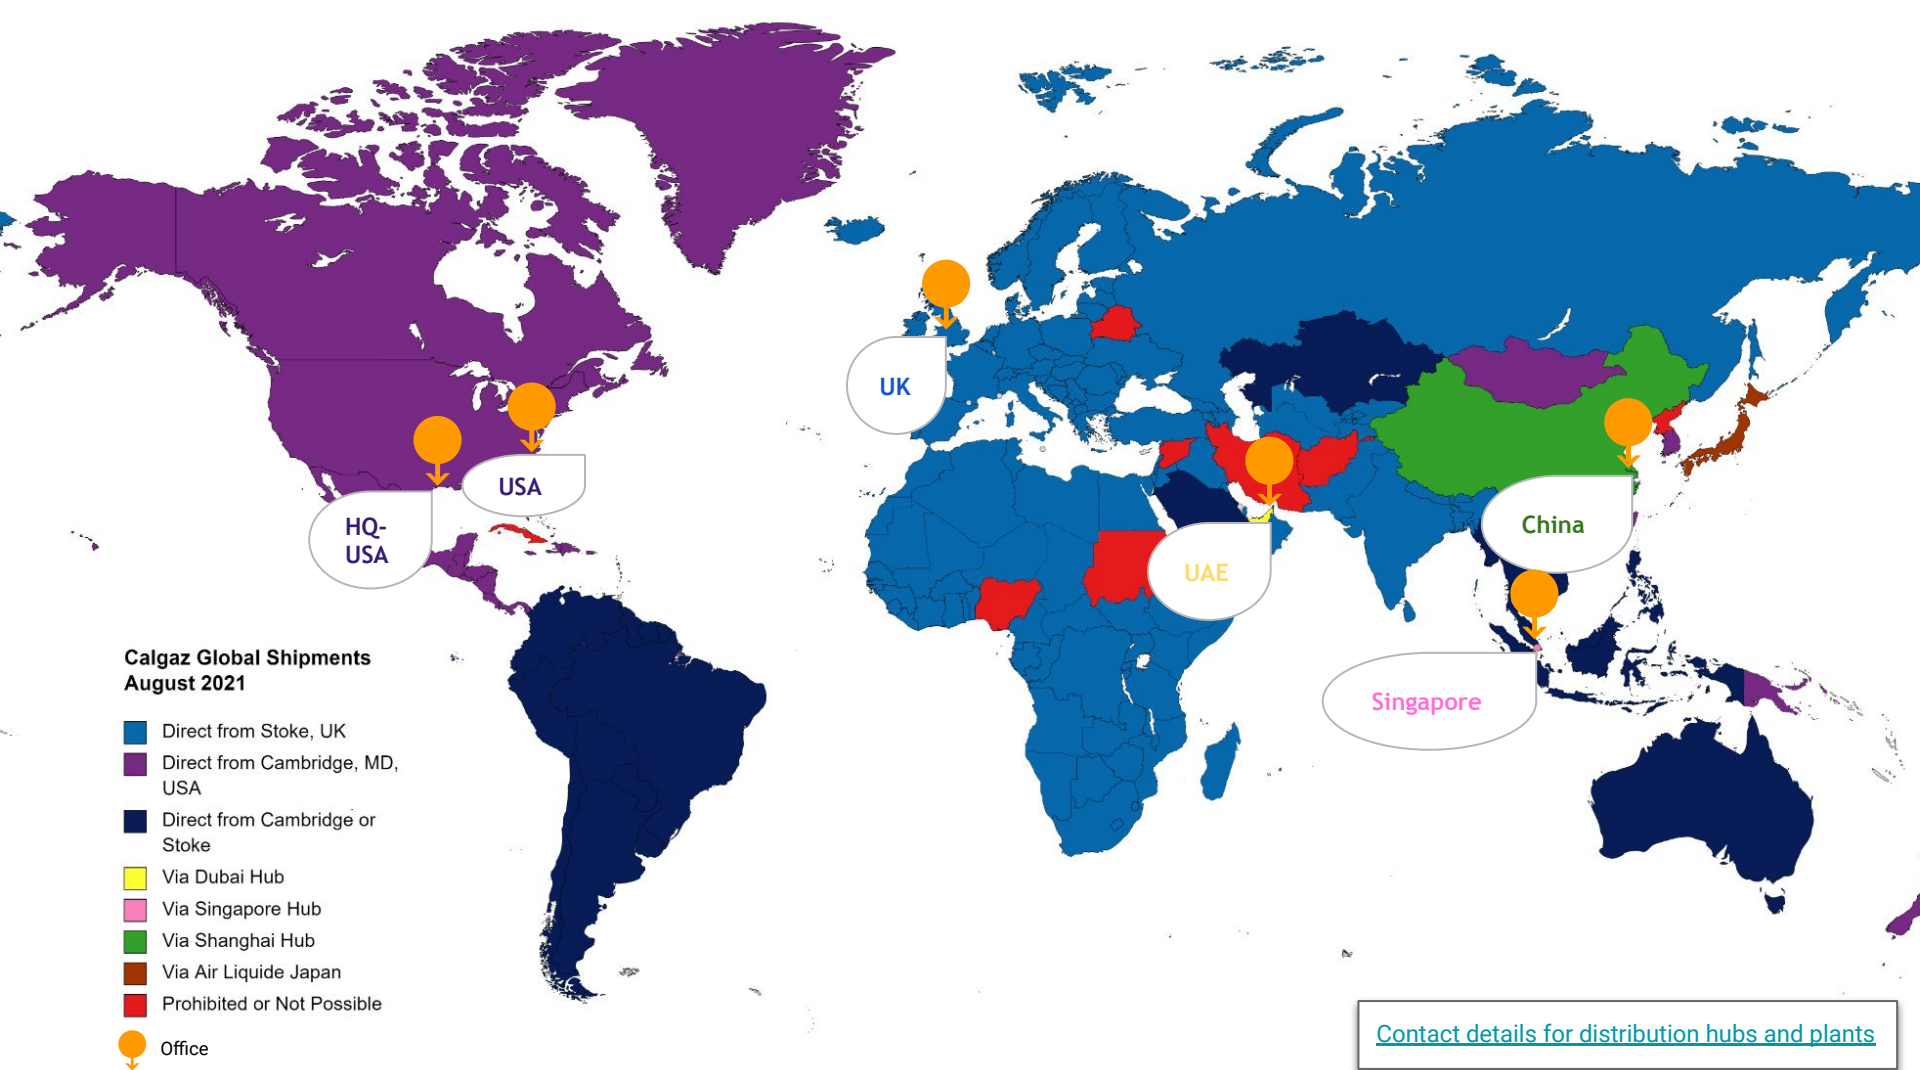 UK
USA
HQ-
USA
China
UAE
Singapore
Calgaz Global Shipments
August 2021
Direct from Stoke, UK
Direct from Cambridge, MD,
USA
Direct from Cambridge or
Stoke
Via Dubai Hub
Via Singapore Hub
Via Shanghai Hub
Via Air Liquide Japan
Prohibited or Not Possible
Office
Contact details for distribution hubs and plants